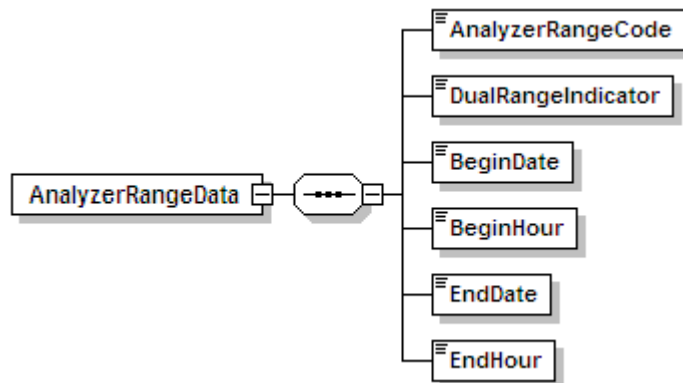 AnalyzerRangeCode
DualRangeIndicator
BeginDate
AnalyzerRangeData
BeginHour
EndDate
EndHour